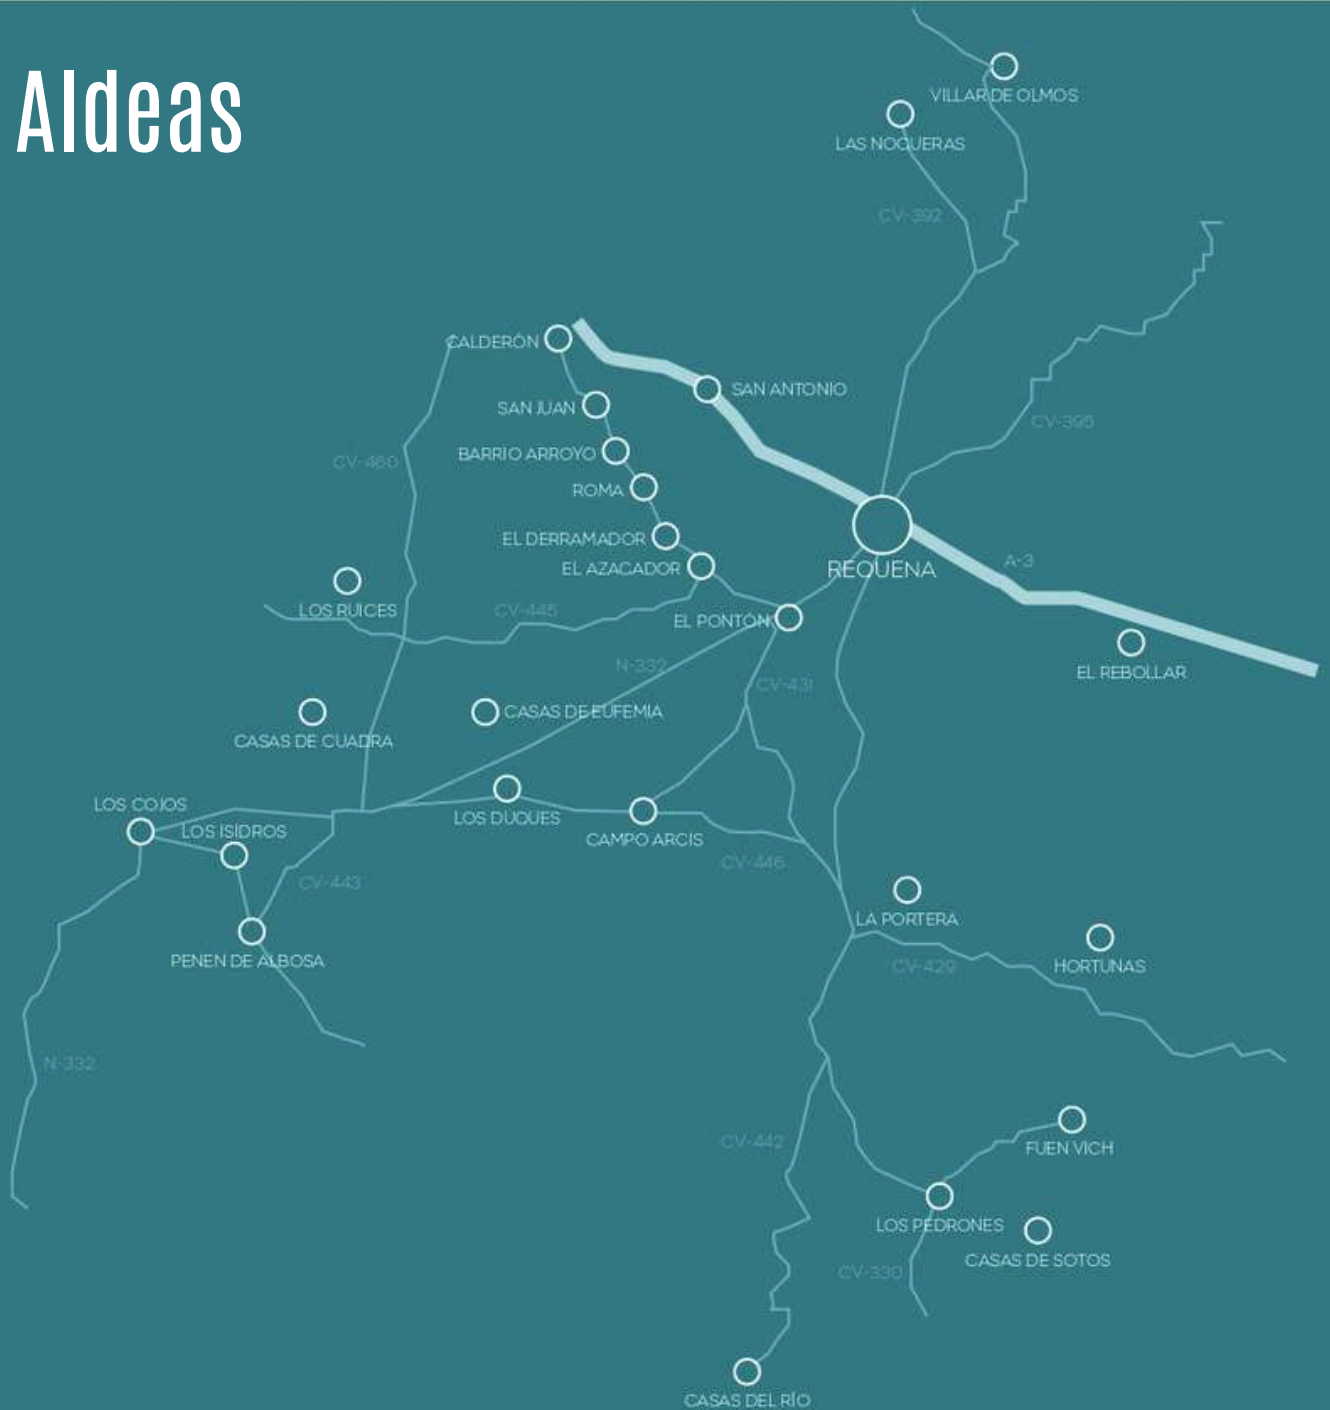 Aldeas
VILLAR DE OLMOS
LAS NOGUERAS
CV-392
CALDERÓN
SAN ANTONIO
SAN JUAN
CV-395
BARRIO ARROYO
CV-460
ROMA
EL DERRAMADOR
A-3
EL AZAGADOR
REQUENA
LOS RUICES
CV-445
EL PONTÓN
N-332
EL REBOLLAR
CV-431
CASAS DE EUFEMIA
CASAS DE CUADRA
LOS COJOS
LOS DUQUES
LOS ISIDROS
CAMPO ARCIS
CV-446
CV-443
LA PORTERA
PENEN DE ALBOSA
CV-429
HORTUNAS
N-332
CV-442
FUEN VICH
LOS PEDRONES
CASAS DE SOTOS
CV-330
CASAS DEL RÍO